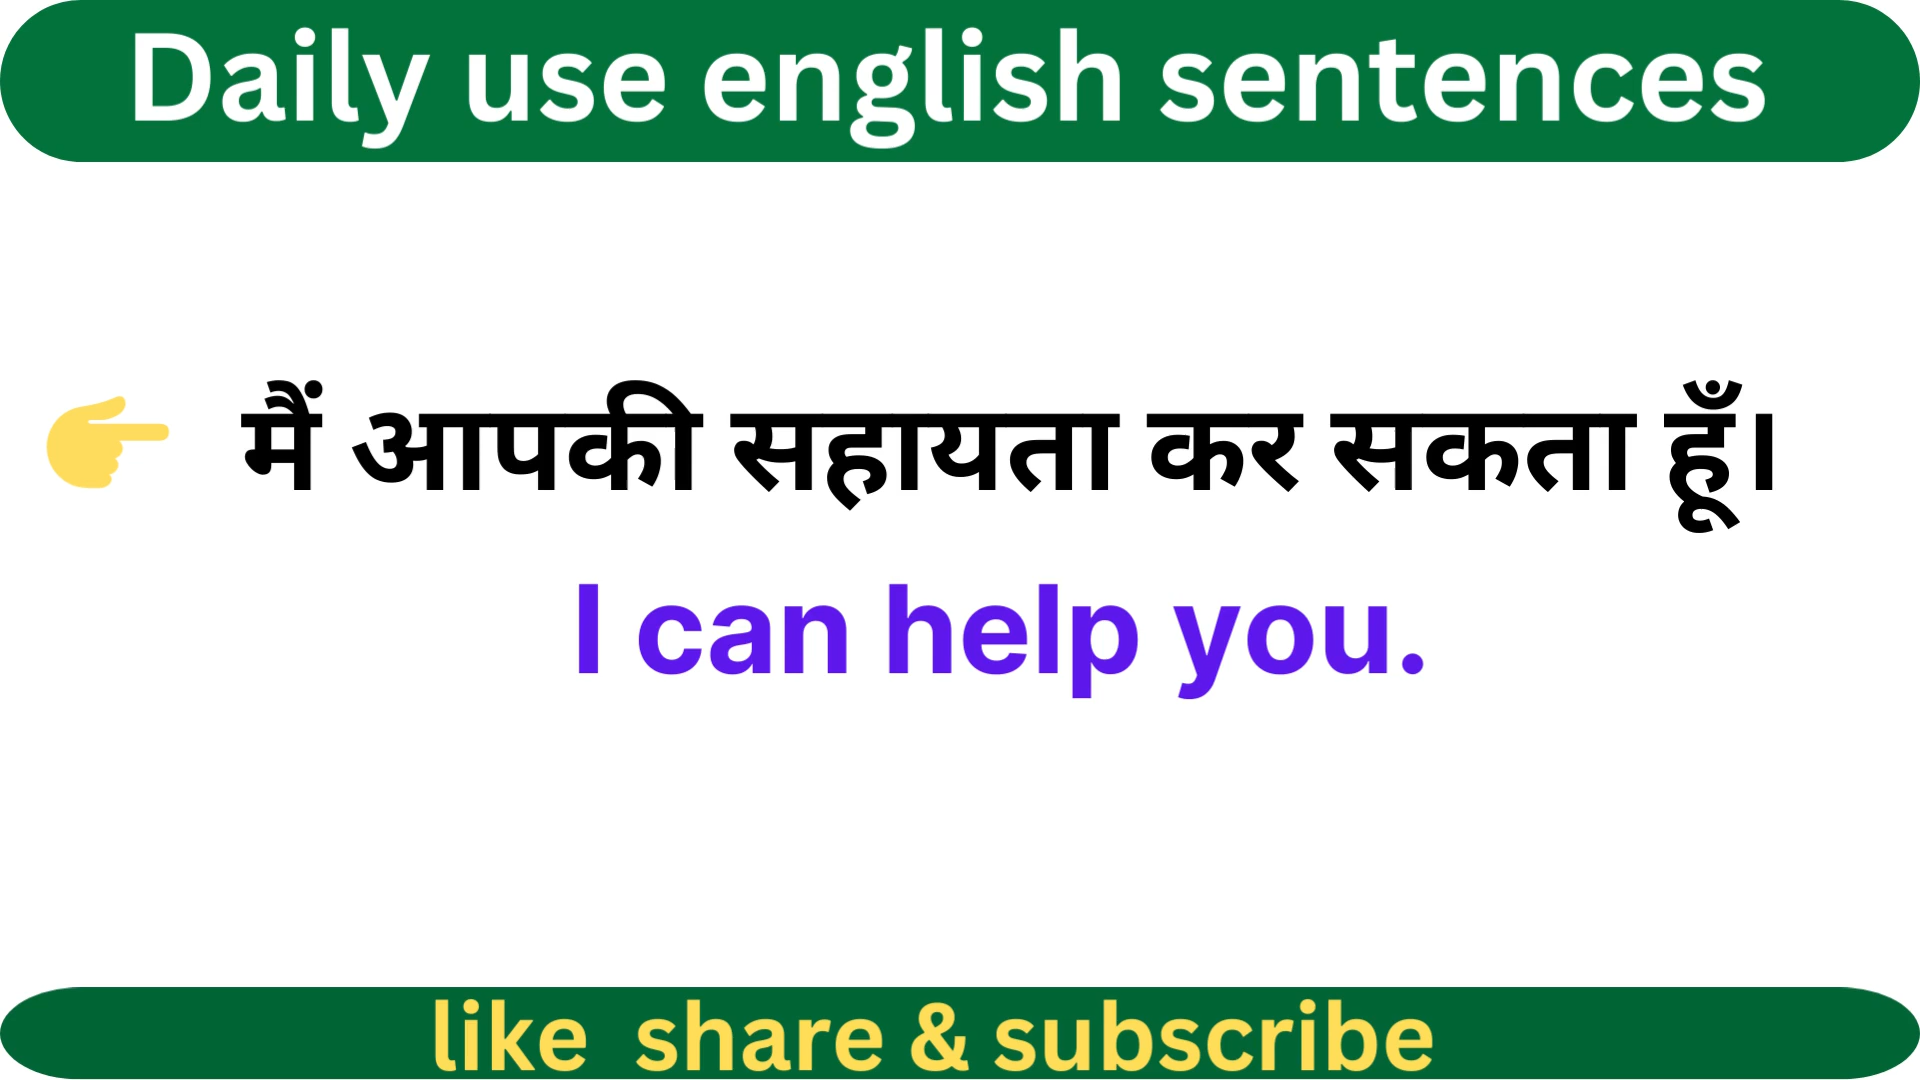 Daily use english sentences
मैं आपकी सहायता कर सकता हूँ।
I can help you.
like share & subscribe